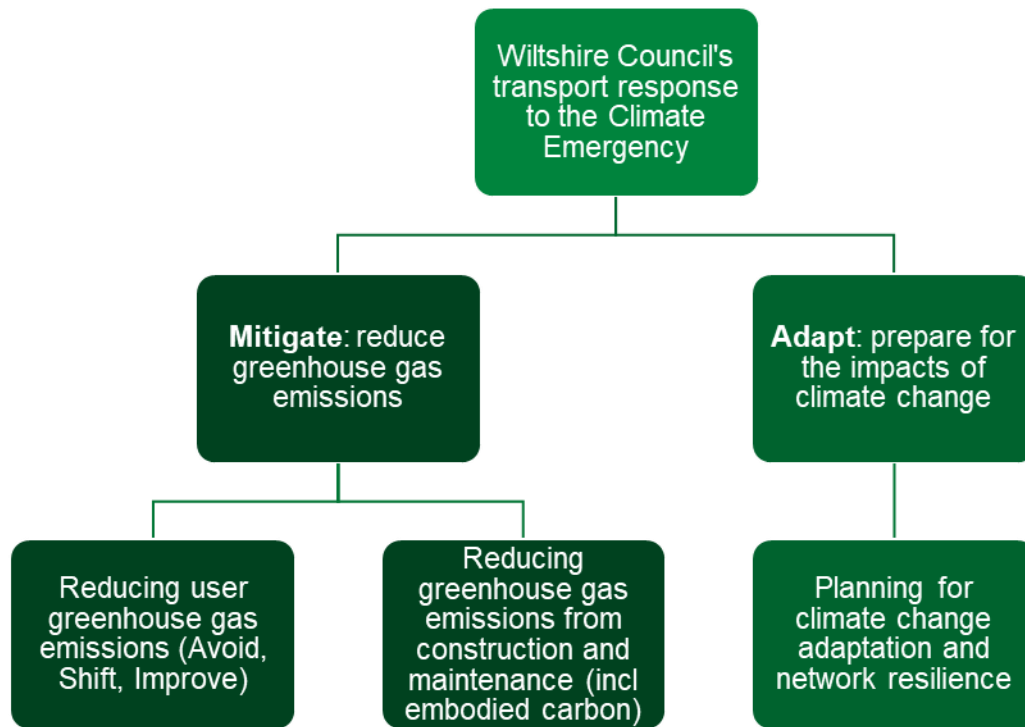 Wiltshire Council's
transport response
to the Climate
Emergency
Mitigate: reduce
greenhouse gas
emissions
Adapt: prepare for
the impacts of
climate change
Reducing user
greenhouse gas
emissions (Avoid,
Shift, Improve)
Reducing
greenhouse gas
emissions from
construction and
maintenance (incl
embodied carbon)
Planning for
climate change
adaptation and
network resilience